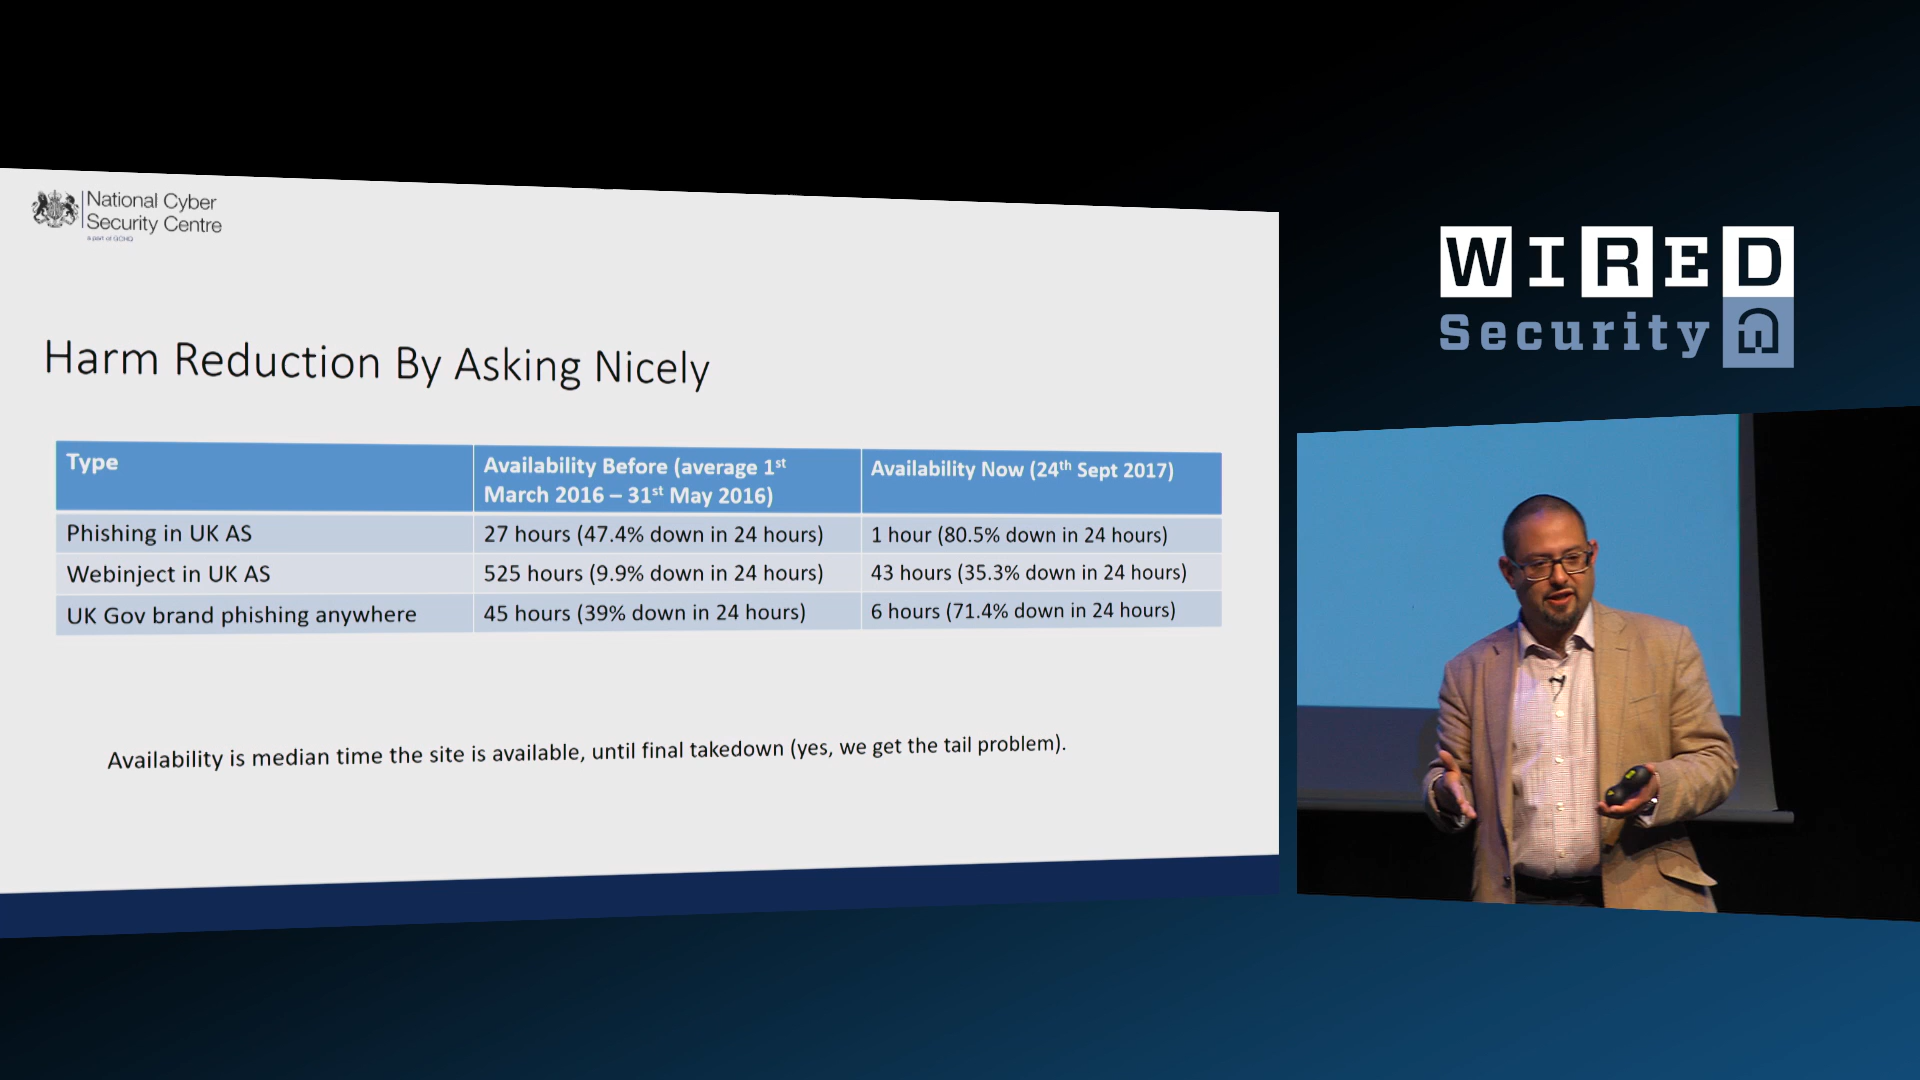 National Cyber
Security Centre
a part of GCHQ
WIRED
Security
Harm Reduction By Asking Nicely
Type
Availability Before (average 1st
March 2016 – 31st May 2016)
Availability Now (24th Sept 2017)
Phishing in UK AS
27 hours (47.4% down in 24 hours)
1 hour (80.5% down in 24 hours)
Webinject in UK AS
525 hours (9.9% down in 24 hours)
43 hours (35.3% down in 24 hours)
UK Gov brand phishing anywhere
45 hours (39% down in 24 hours)
6 hours (71.4% down in 24 hours)
Availability is median time the site is available, until final takedown (yes, we get the tail problem).